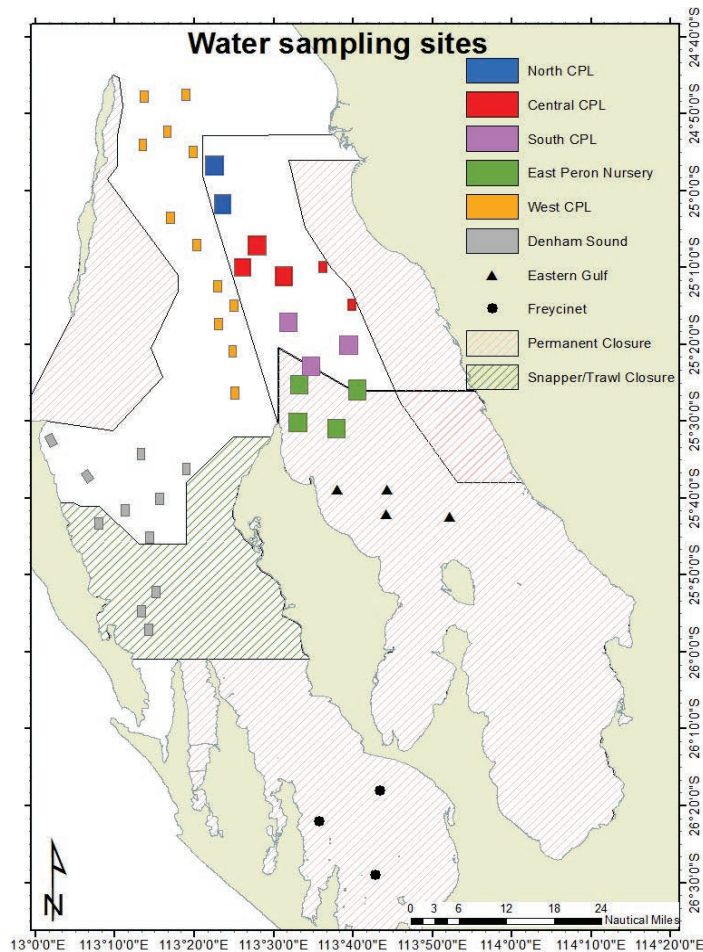 Water sampling sites
North CPL
Central CPL
South CPL
East Peron Nursery
West CPL
Denham Sound
Eastern Gulf
Freycinet
Permanent Closure
Snapper/Trawl Closure
24°40'0"S
24°50'0"S
25°0'0"S
25°10'0"S
25°20'0"S
25°30'0"S
25°40'0"S
25°50'0"S
26°0'0"S
26°10'0"S
26°20'0"S
26°30'0"S
N
0 3 6 12 18 24
Nautical Miles
113°0'0"E 113°10'0"E 113°20'0"E 113°30'0"E 113°40'0"E 113°50'0"E 114°0'0"E 114°10'0"E 114°20'0"E